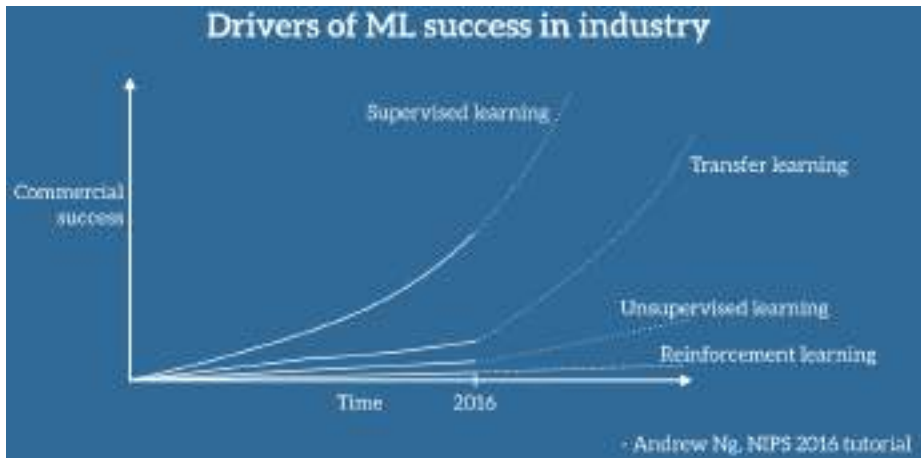 Drivers of ML success in industry
Supervised learning
Transfer learning
Commercial
success
Unsupervised learning
Reinforcement learning
Time
2016
- Andrew Ng, NIPS 2016 tutorial